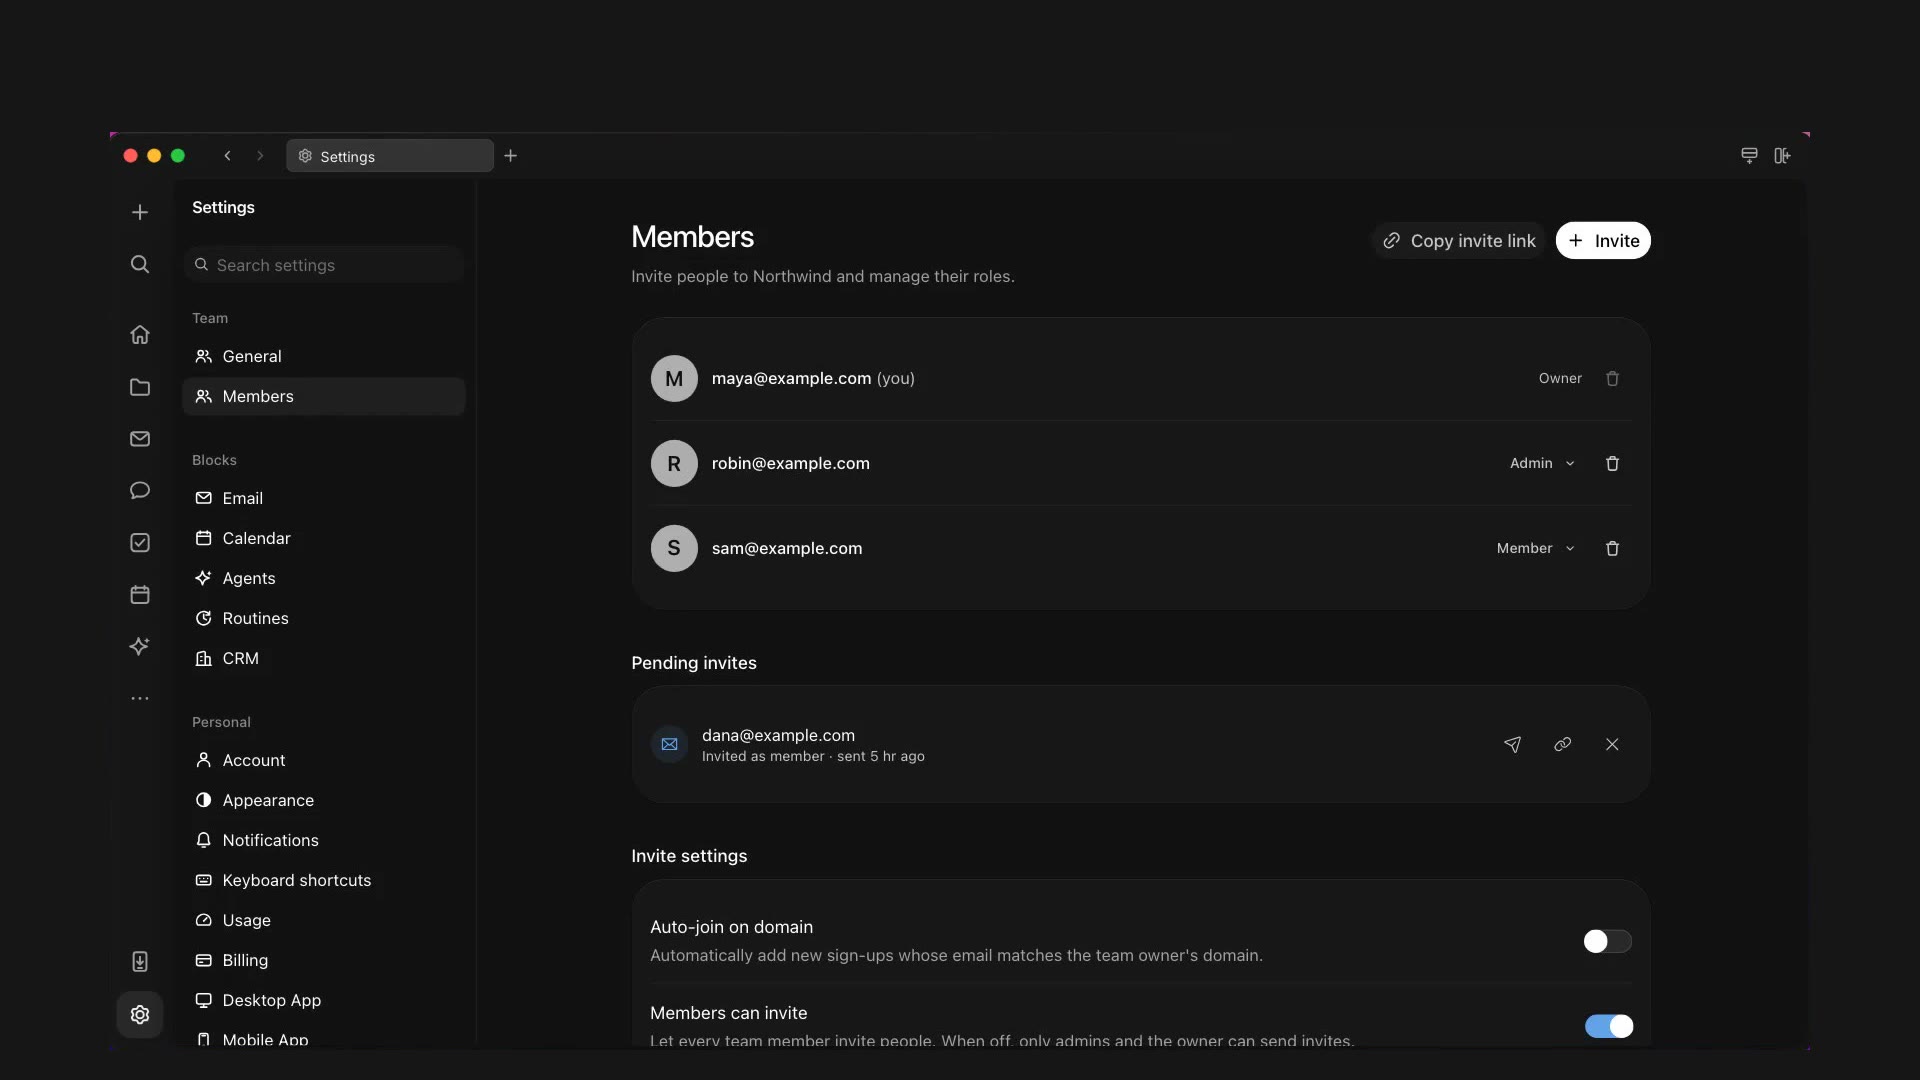 Settings
Settings
Search settings
Team
General
Members
Blocks
Email
Calendar
Agents
Routines
CRM
Personal
Account
Appearance
Notifications
Keyboard shortcuts
Usage
Billing
Desktop App
Mobile App
Members
Invite people to Northwind and manage their roles.
Copy invite link
Invite
M
maya@example.com (you)
Owner
R
robin@example.com
Admin
S
sam@example.com
Member
Pending invites
dana@example.com
Invited as member · sent 5 hr ago
Invite settings
Auto-join on domain
Automatically add new sign-ups whose email matches the team owner's domain.
Members can invite
Let every team member invite people. When off, only admins and the owner can send invites.